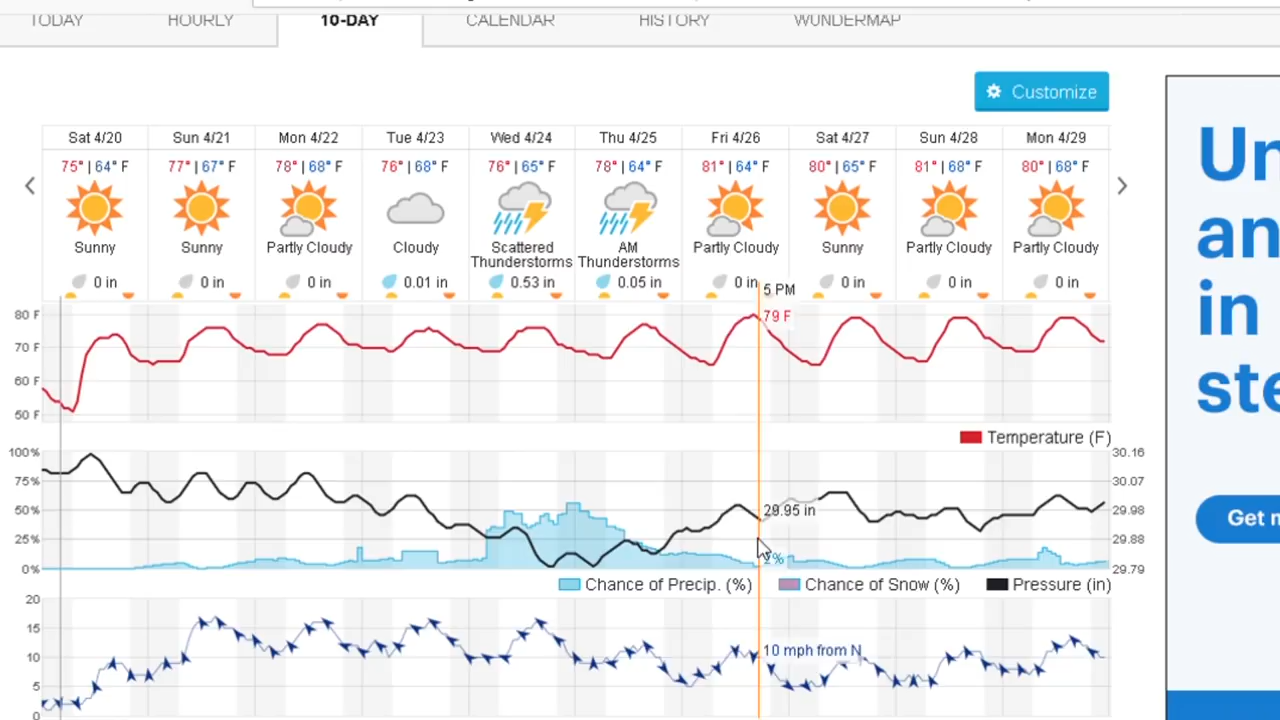 TODAY HOURLY 10-DAY CALENDAR HISTORY WUNDERMAP
Customize
Sat 4/20 Sun 4/21 Mon 4/22 Tue 4/23 Wed 4/24 Thu 4/25 Fri 4/26 Sat 4/27 Sun 4/28 Mon 4/29
75° | 64° F 77° | 67° F 78° | 68° F 76° | 68° F 76° | 65° F 78° | 64° F 81° | 64° F 80° | 65° F 81° | 68° F 80° | 68° F
Sunny Sunny Partly Cloudy Cloudy Scattered Thunderstorms AM Thunderstorms Partly Cloudy Sunny Partly Cloudy Partly Cloudy
0 in 0 in 0 in 0.01 in 0.53 in 0.05 in 0 in 0 in 0 in 0 in
5 PM
80 F
79 F
70 F
60 F
50 F
Temperature (F)
100% 30.16
75% 30.07
50% 29.95 in 29.98
25% 29.88
2%
0% 29.79
Chance of Precip. (%) Chance of Snow (%) Pressure (in)
20
15
10 10 mph from N
5
0
Un
an
in
ste
Get m